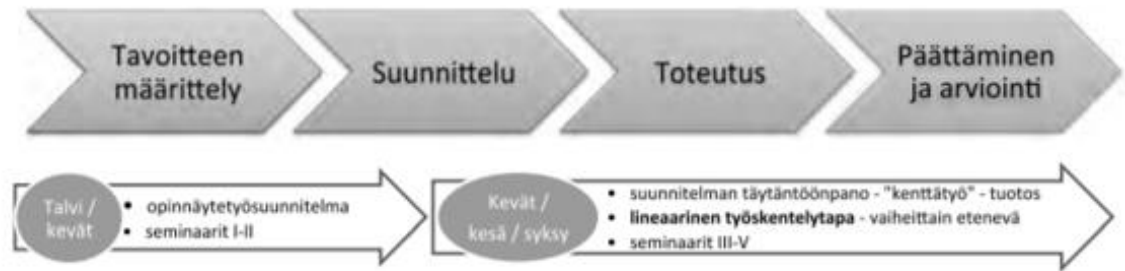 Tavoitteen
määrittely
Suunnittelu
Toteutus
Päättäminen
ja arviointi
Talvi /
kevät
• opinnäytetyösuunnitelma
• seminaarit I-II
Kevät /
kesä / syksy
• suunnitelman täytäntöönpano - "kenttätyö" - tuotos
• lineaarinen työskentelytapa - vaiheittain etenevä
• seminaarit III-V